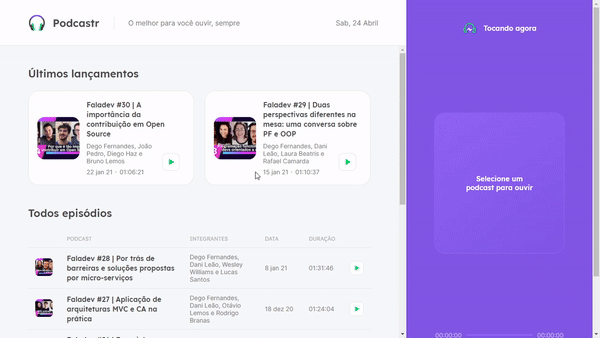 Podcastr
O melhor para você ouvir, sempre
Sab, 24 Abril
Últimos lançamentos
Faladev #30 | A
importância da
contribuição em Open
Source
Dego Fernandes, João
Pedro, Diego Haz e
Bruno Lemos
22 jan 21 · 01:06:21
Faladev #29 | Duas
perspectivas diferentes na
mesa: uma conversa sobre
PF e OOP
Dego Fernandes, Dani
Leão, Laura Beatris e
Rafael Camarda
15 jan 21 · 01:10:37
Todos episódios
PODCAST
INTEGRANTES
DATA
DURAÇÃO
Faladev #28 | Por trás de
barreiras e soluções propostas
por micro-serviços
Dego Fernandes,
Dani Leão, Wesley
Williams e Lucas
Santos
8 jan 21
01:31:46
Faladev #27 | Aplicação de
arquiteturas MVC e CA na
prática
Dego Fernandes,
Dani Leão, Otávio
Lemos e Rodrigo
Branas
18 dez 20
01:24:04
Tocando agora
Selecione um
podcast para ouvir
00:00:00
00:00:00